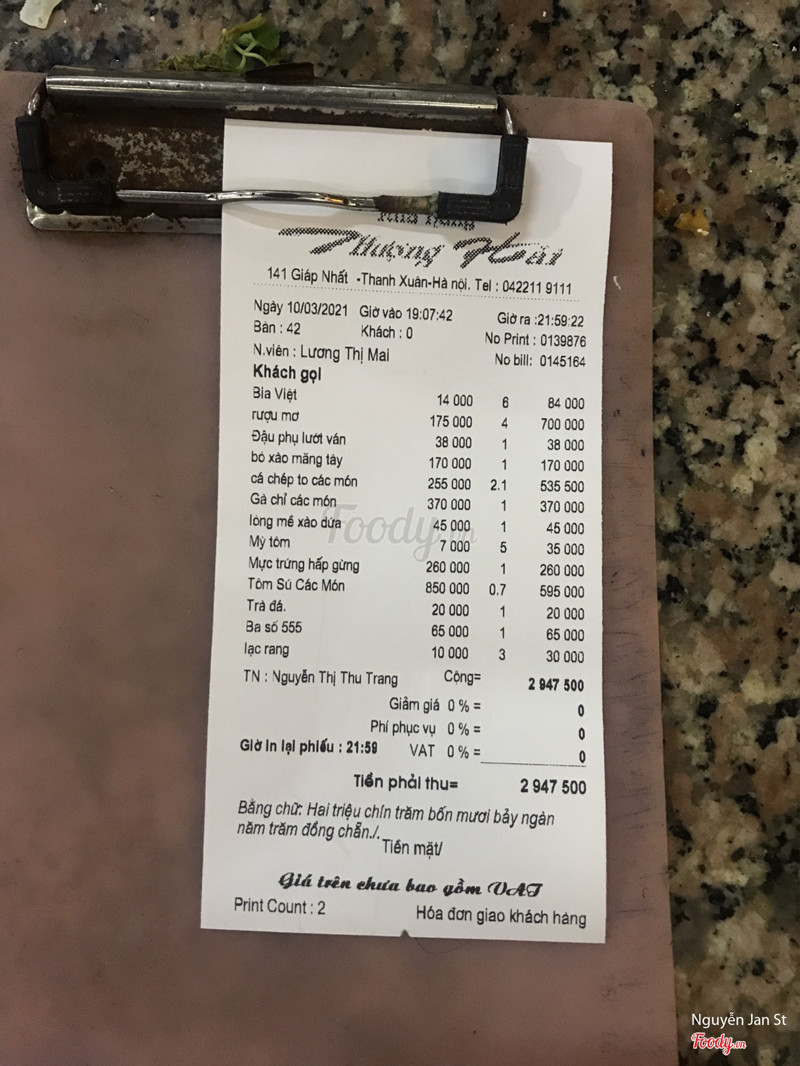 Nhà hàng
Thượng Hải
141 Giáp Nhất -Thanh Xuân-Hà nội. Tel : 042211 9111
Ngày 10/03/2021 Giờ vào 19:07:42 Giờ ra :21:59:22
Bàn : 42 Khách : 0 No Print : 0139876
N.viên : Lương Thị Mai No bill: 0145164
Khách gọi
Bia Việt 14 000 6 84 000
rượu mơ 175 000 4 700 000
Đậu phụ lướt ván 38 000 1 38 000
bò xào măng tây 170 000 1 170 000
cá chép to các món 255 000 2.1 535 500
Gà chỉ các món 370 000 1 370 000
lòng mề xào dứa 45 000 1 45 000
Mỳ tôm 7 000 5 35 000
Mực trứng hấp gừng 260 000 1 260 000
Tôm Sú Các Món 850 000 0.7 595 000
Trà đá. 20 000 1 20 000
Ba số 555 65 000 1 65 000
lạc rang 10 000 3 30 000
TN : Nguyễn Thị Thu Trang Cộng= 2 947 500
Giảm giá 0 % = 0
Phí phục vụ 0 % = 0
Giờ in lại phiếu : 21:59 VAT 0 % = 0
Tiền phải thu= 2 947 500
Bằng chữ: Hai triệu chín trăm bốn mươi bảy ngàn
năm trăm đồng chẵn./.
Tiền mặt/
Giá trên chưa bao gồm VAT
Print Count : 2 Hóa đơn giao khách hàng
Foody.vn
Nguyễn Jan St
Foody.vn